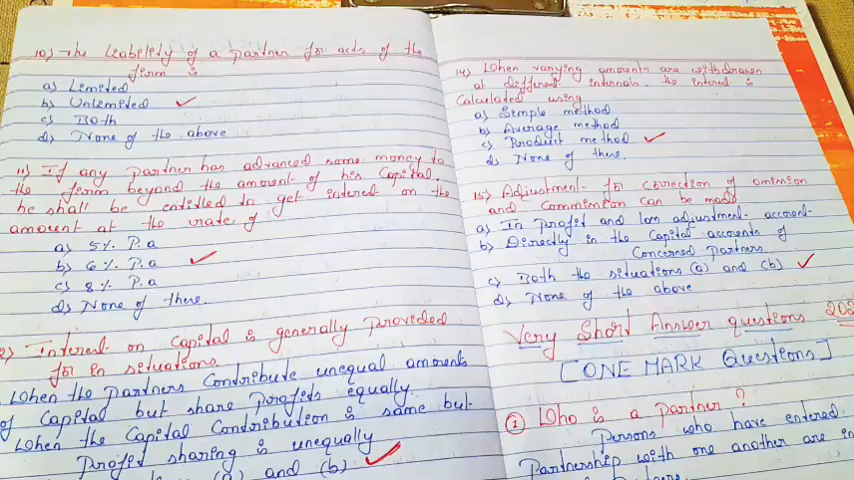 10) The Liability of a partner for acts of the
firm is
a) Limited
b) Unlimited ✓
c) Both
d) None of the above
11) If any Partner has advanced some money to
the firm beyond the amount of his Capital.
he shall be entitled to get interest on the
amount at the rate of
a) 5% P.a
b) 6% P.a ✓
c) 8% P.a
d) None of these
2) Interest on Capital is generally provided
for in situations
When the Partners Contribute unequal amounts
of Capital but share Profits equally
When the Capital Contribution is same but
Profit sharing is unequally
(a) and (b) ✓
14) When varying amounts are withdrawn
at different intervals. the interest is
Calculated using
a) Simple method
b) Average method
c) Product method ✓
d) None of these.
15) Adjustment for correction of omission
and Commission can be made
a) In Profit and loss adjustment account
b) Directly in the Capital accounts of
Concerned Partners
c) Both the situations (a) and (b) ✓
d) None of the above
Very Short Answer questions
[ONE MARK Questions]
① Who is a partner?
Persons who have entered
Partnership with one another are